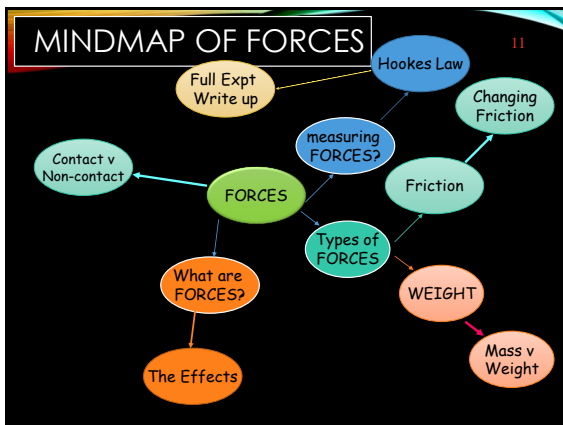 MINDMAP OF FORCES
11
Hookes Law
Full Expt
Write up
Changing
Friction
measuring
FORCES?
Contact v
Non-contact
FORCES
Friction
Types of
FORCES
What are
FORCES?
WEIGHT
Mass v
Weight
The Effects